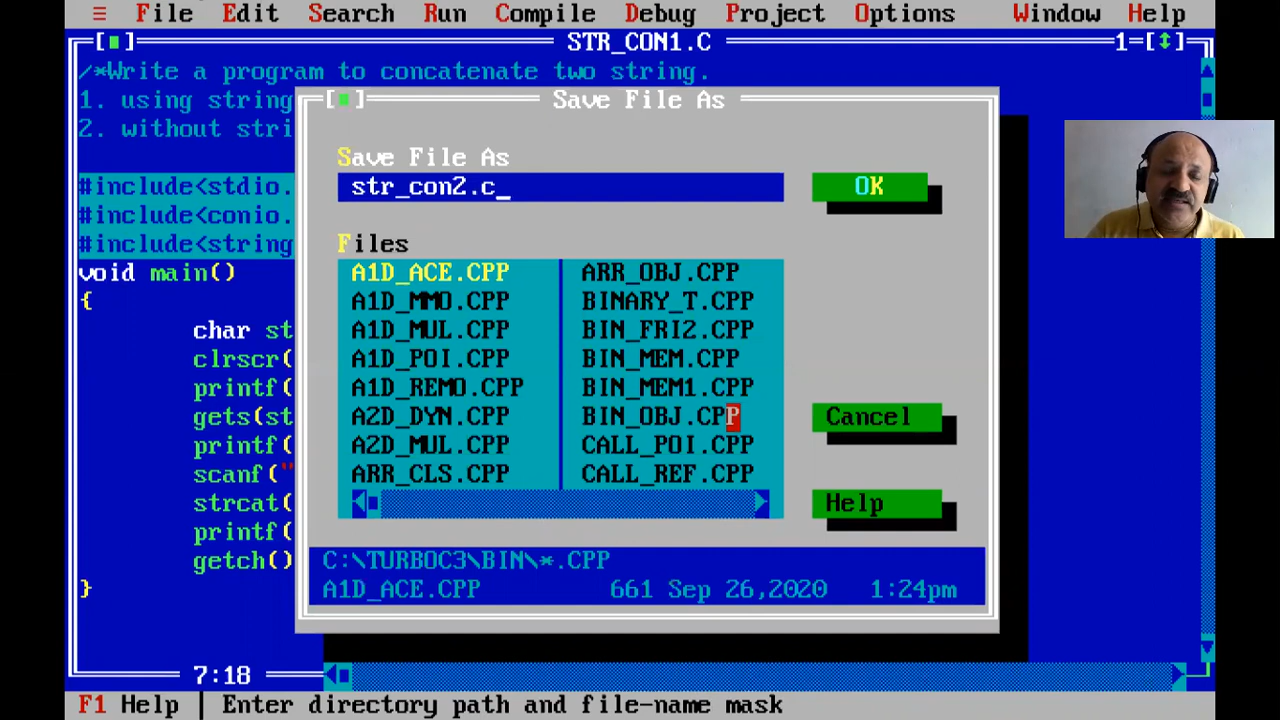 ≡ File Edit Search Run Compile Debug Project Options Window Help
[■] STR_CON1.C 1=[↕]
/*Write a program to concatenate two string.
1. using string
2. without stri
#include<stdio.
#include<conio.
#include<string
void main()
{
char st
clrscr(
printf(
gets(st
printf(
scanf("
strcat(
printf(
getch()
}
7:18
[■] Save File As
Save File As
str_con2.c_
OK
Files
A1D_ACE.CPP ARR_OBJ.CPP
A1D_MMO.CPP BINARY_T.CPP
A1D_MUL.CPP BIN_FRI2.CPP
A1D_POI.CPP BIN_MEM.CPP
A1D_REMO.CPP BIN_MEM1.CPP
A2D_DYN.CPP BIN_OBJ.CPP
A2D_MUL.CPP CALL_POI.CPP
ARR_CLS.CPP CALL_REF.CPP
Cancel
Help
C:\TURBOC3\BIN\*.CPP
A1D_ACE.CPP 661 Sep 26,2020 1:24pm
F1 Help │ Enter directory path and file-name mask